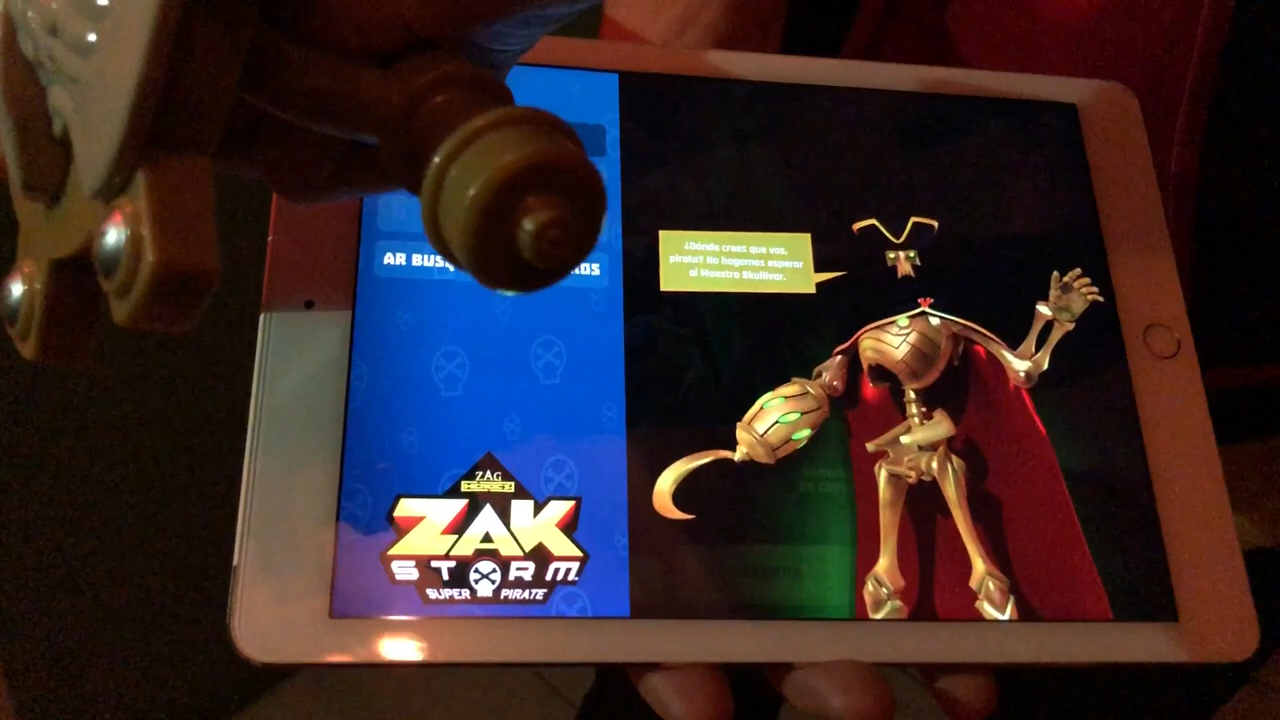 AR BUS
¿Dónde crees que vas,
pirata? No hagamos esperar
al Maestro Skullivar.
ZAG
HEROEZ
ZAK
STORM
SUPER PIRATE